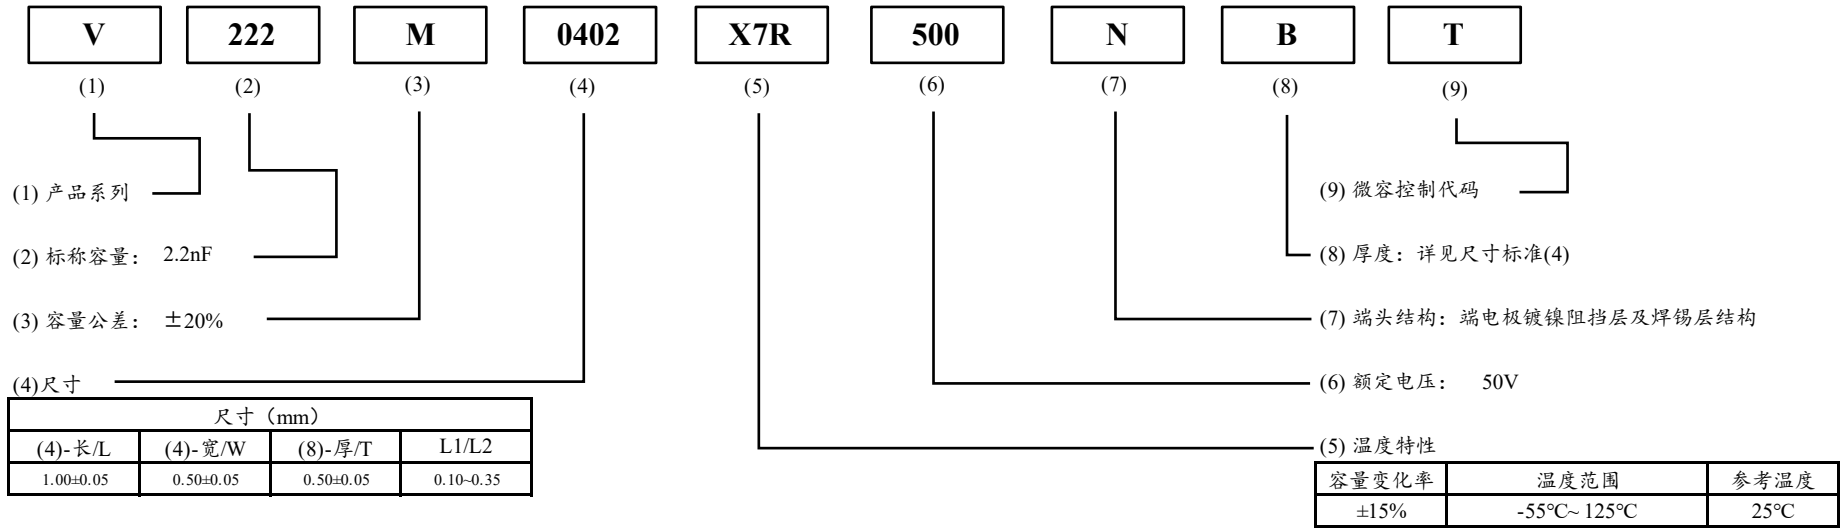 V 222 M 0402 X7R 500 N B T
(1) (2) (3) (4) (5) (6) (7) (8) (9)
(1) 产品系列
(9) 微容控制代码
(2) 标称容量： 2.2nF
(8) 厚度：详见尺寸标准(4)
(3) 容量公差： ±20%
(7) 端头结构：端电极镀镍阻挡层及焊锡层结构
(4)尺寸
(6) 额定电压： 50V
尺寸（mm）
(4)-长/L (4)-宽/W (8)-厚/T L1/L2
1.00±0.05 0.50±0.05 0.50±0.05 0.10~0.35
(5) 温度特性
容量变化率 温度范围 参考温度
±15% -55℃~ 125℃ 25℃